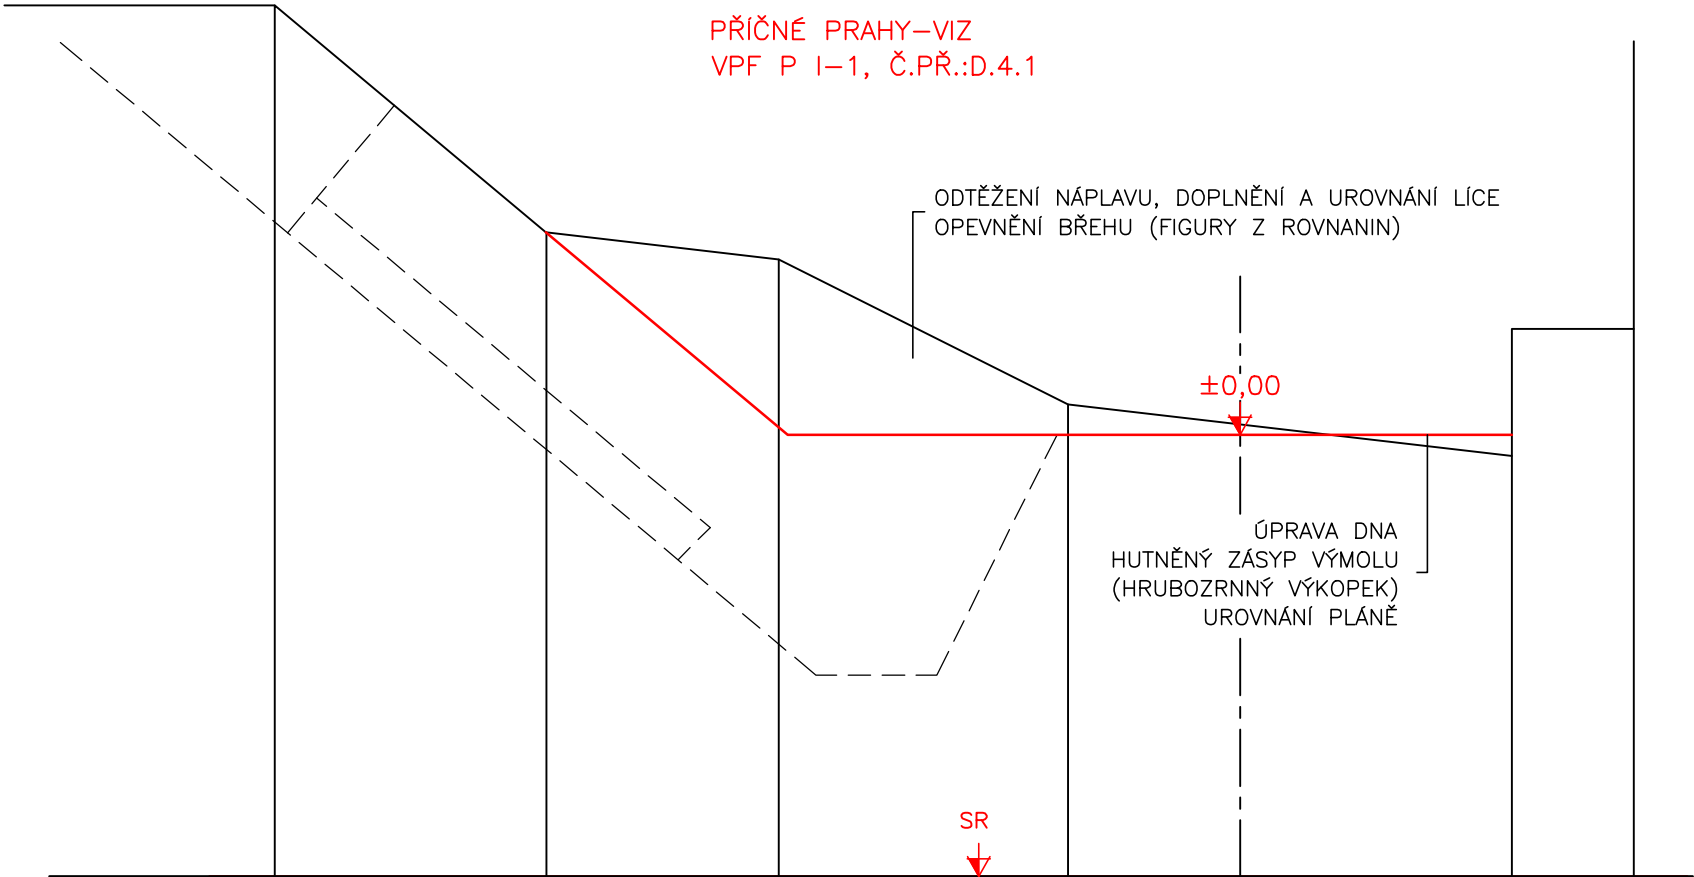 PŘÍČNÉ PRAHY-VIZ
VPF P I-1, Č.PŘ.:D.4.1
ODTĚŽENÍ NÁPLAVU, DOPLNĚNÍ A UROVNÁNÍ LÍCE
OPEVNĚNÍ BŘEHU (FIGURY Z ROVNANIN)
±0,00
ÚPRAVA DNA
HUTNĚNÝ ZÁSYP VÝMOLU
(HRUBOZRNNÝ VÝKOPEK)
UROVNÁNÍ PLÁNĚ
SR